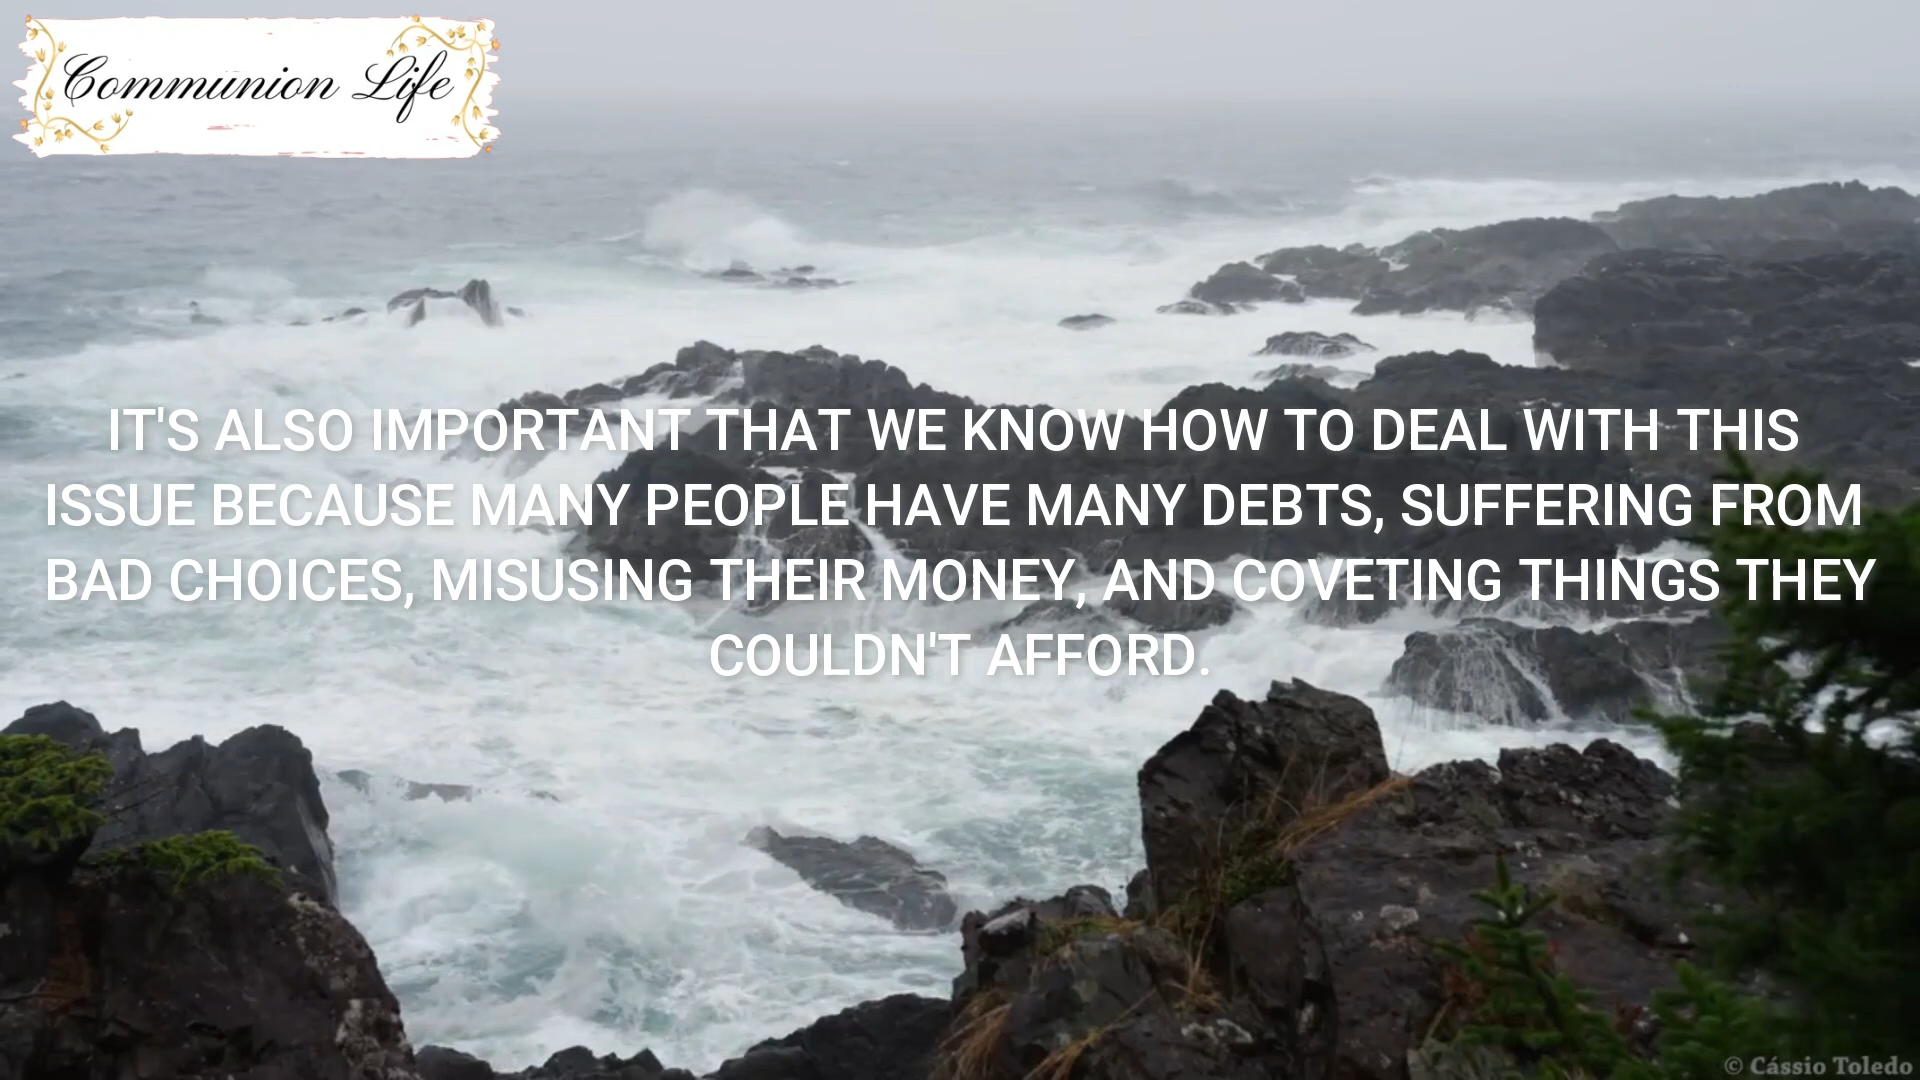 Communion Life
IT'S ALSO IMPORTANT THAT WE KNOW HOW TO DEAL WITH THIS
ISSUE BECAUSE MANY PEOPLE HAVE MANY DEBTS, SUFFERING FROM
BAD CHOICES, MISUSING THEIR MONEY, AND COVETING THINGS THEY
COULDN'T AFFORD.
© Cássio Toledo